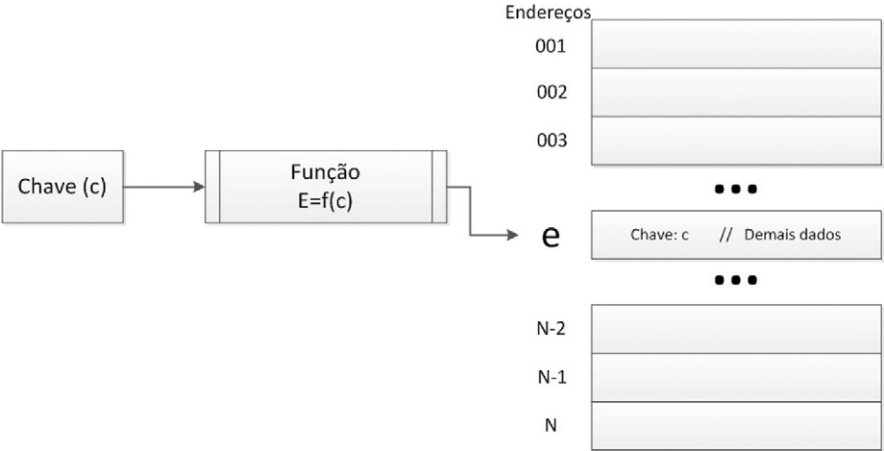 Endereços
001
002
003
Chave (c)
Função
E=f(c)
e
Chave: c // Demais dados
N-2
N-1
N